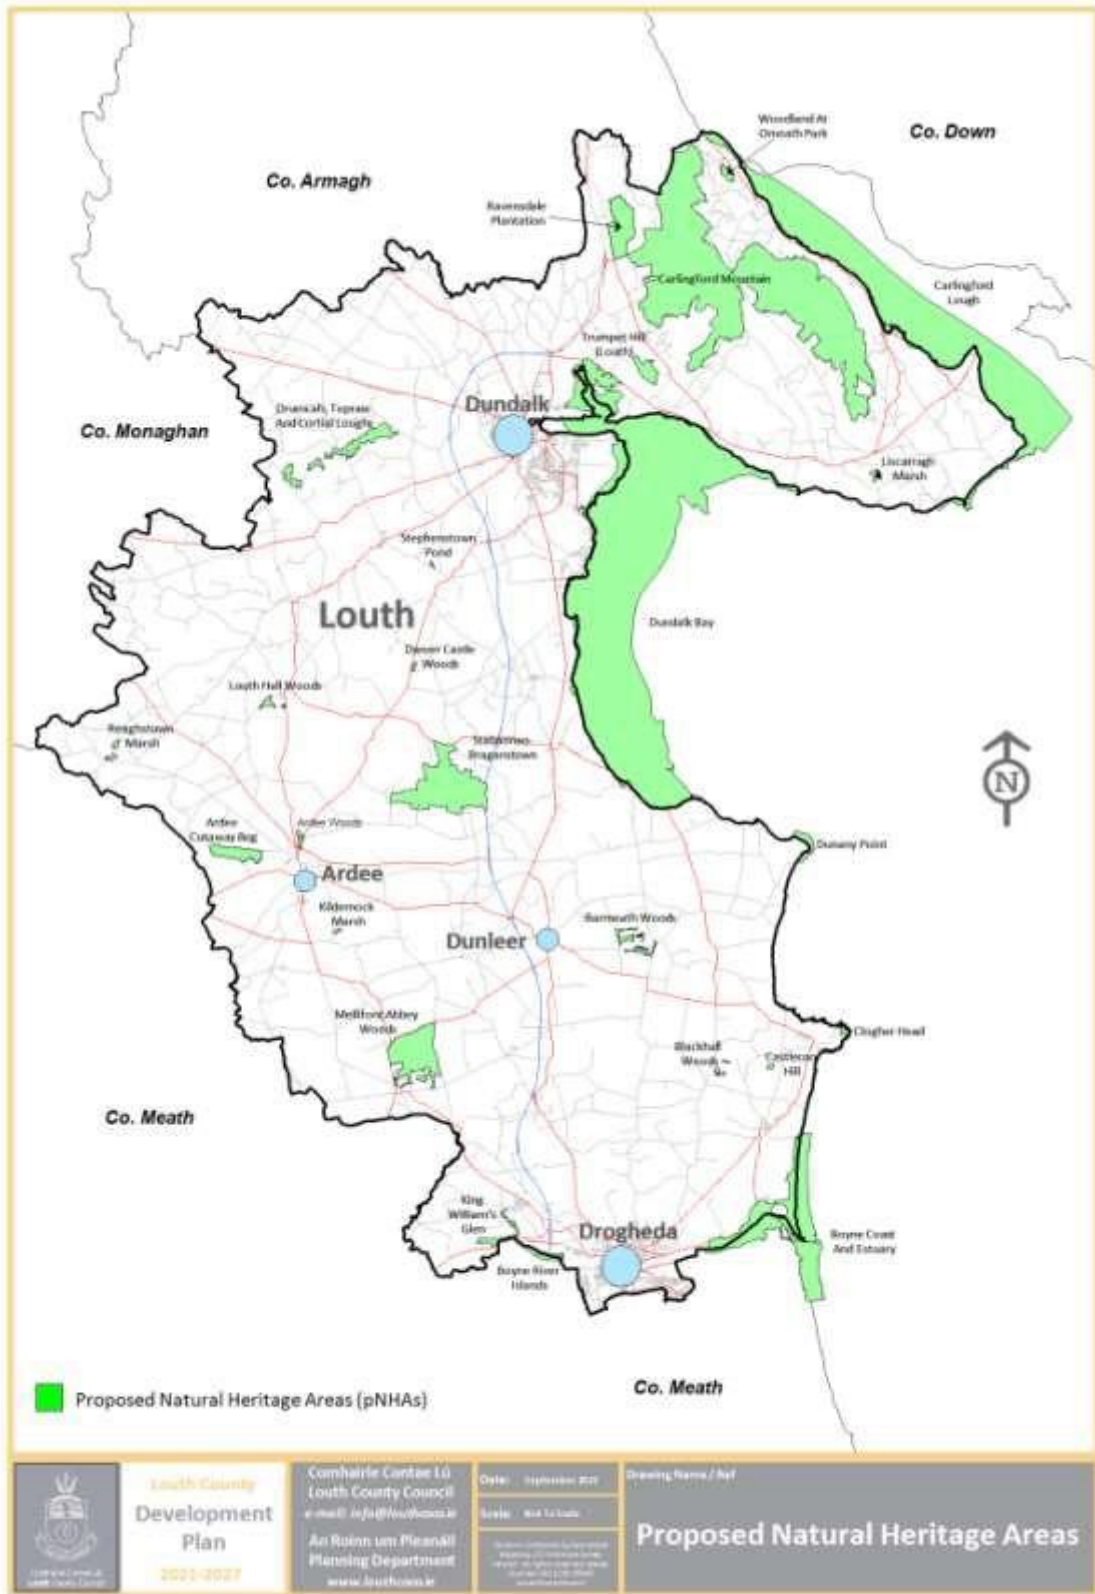 Woodland At
Omeath Park
Co. Down
Co. Armagh
Ravensdale
Plantation
Carlingford Mountain
Carlingford
Lough
Trumpet Hill
(Louth)
Dundalk
Drumcah, Toprass
And Cortial Loughs
Co. Monaghan
Liscarragh
Marsh
Stephenstown
Pond
Louth
Dundalk Bay
Darver Castle
Woods
Louth Hall Woods
Reaghstown
Marsh
Stabannan-
Braganstown
N
Ardee
Cutaway Bog
Ardee Woods
Dunany Point
Ardee
Kildemock
Marsh
Barmeath Woods
Dunleer
Mellifont Abbey
Woods
Clogher Head
Blackhall
Woods
Castlecoo
Hill
Co. Meath
King
William's
Glen
Drogheda
Boyne Coast
And Estuary
Boyne River
Islands
Co. Meath
Proposed Natural Heritage Areas (pNHAs)
Louth County
Development
Plan
2021-2027
Comhairle Contae Lú
Louth County Council
e-mail: info@louthcoco.ie
An Roinn um Pleanáil
Planning Department
www.louthcoco.ie
Date:
Scale: Not To Scale
Drawing Name / Ref
Proposed Natural Heritage Areas